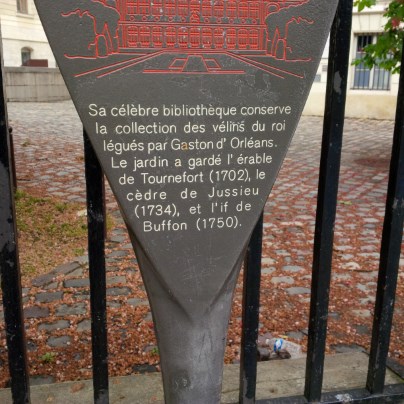 Sa célèbre bibliothèque conserve
la collection des vélins du roi
légués par Gaston d'Orléans.
Le jardin a gardé l'érable
de Tournefort (1702), le
cèdre de Jussieu
(1734), et l'if de
Buffon (1750).